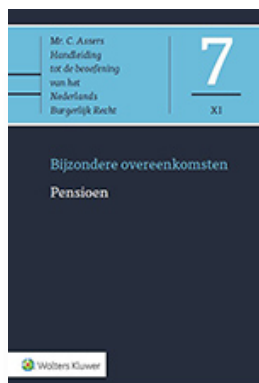 Mr. C. Assers
Handleiding
tot de beoefening
van het
Nederlands
Burgerlijk Recht
7
XI
Bijzondere overeenkomsten
Pensioen
Wolters Kluwer